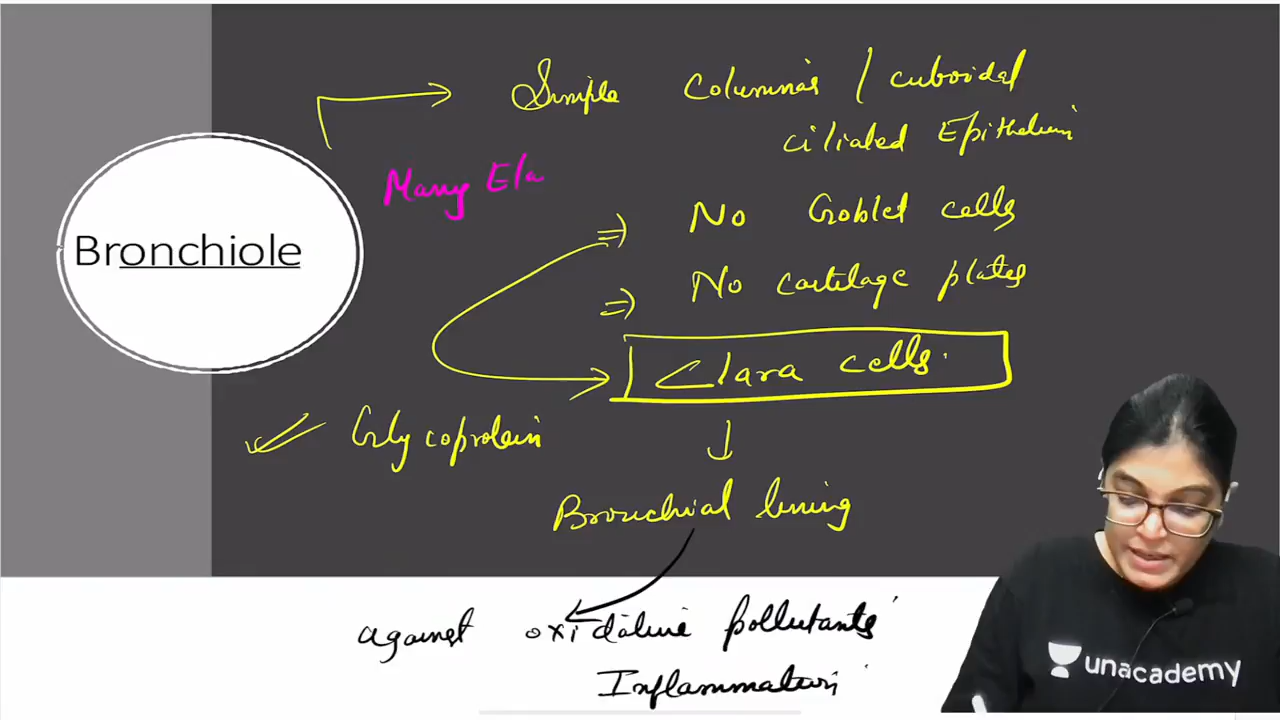 Simple Columnar / cuboidal
ciliated Epithelium
Many Ela
Bronchiole
⇒ No Goblet cells
⇒ No cartilage plates
Clara cells
Glycoprotein
Bronchial lining
against oxidative pollutants
Inflammation
unacademy